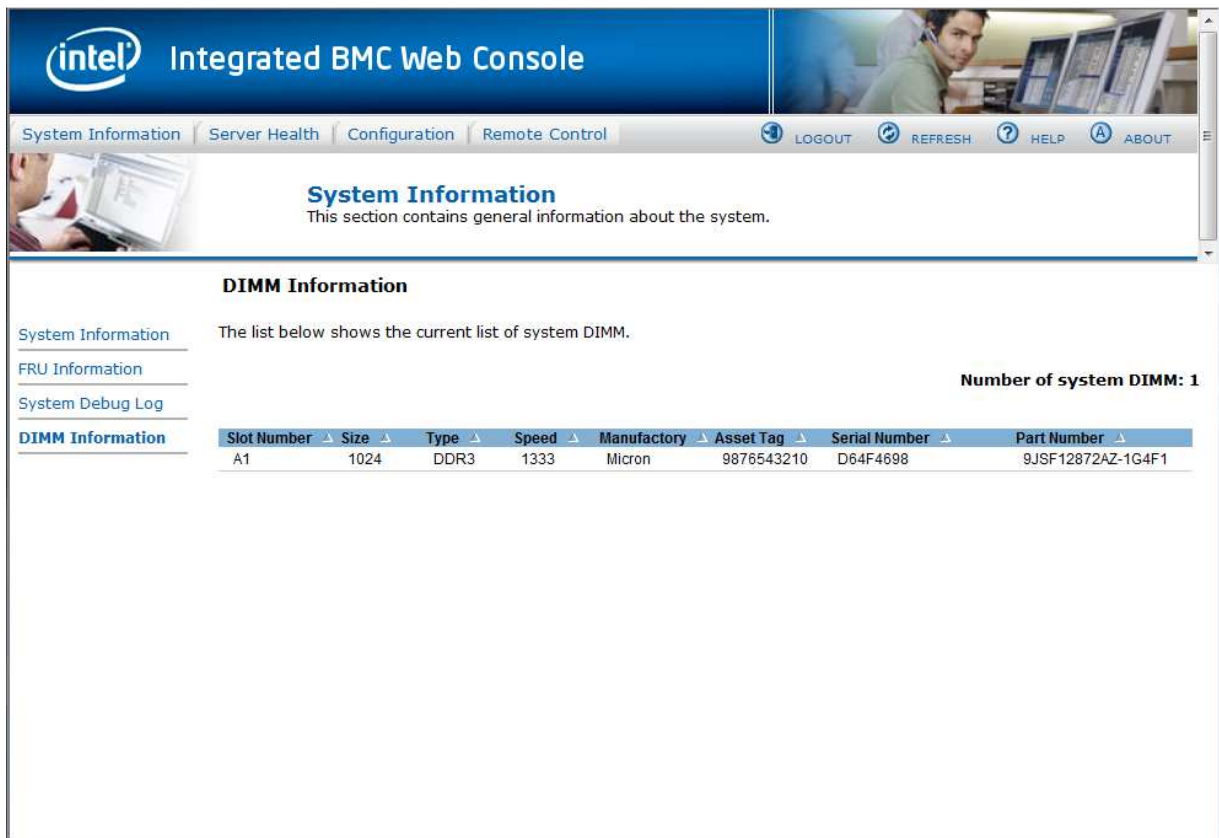 intel Integrated BMC Web Console
System Information Server Health Configuration Remote Control LOGOUT REFRESH HELP ABOUT
System Information
This section contains general information about the system.
DIMM Information
System Information
The list below shows the current list of system DIMM.
FRU Information
Number of system DIMM: 1
System Debug Log
DIMM Information
Slot Number Size Type Speed Manufactory Asset Tag Serial Number Part Number
A1 1024 DDR3 1333 Micron 9876543210 D64F4698 9JSF12872AZ-1G4F1